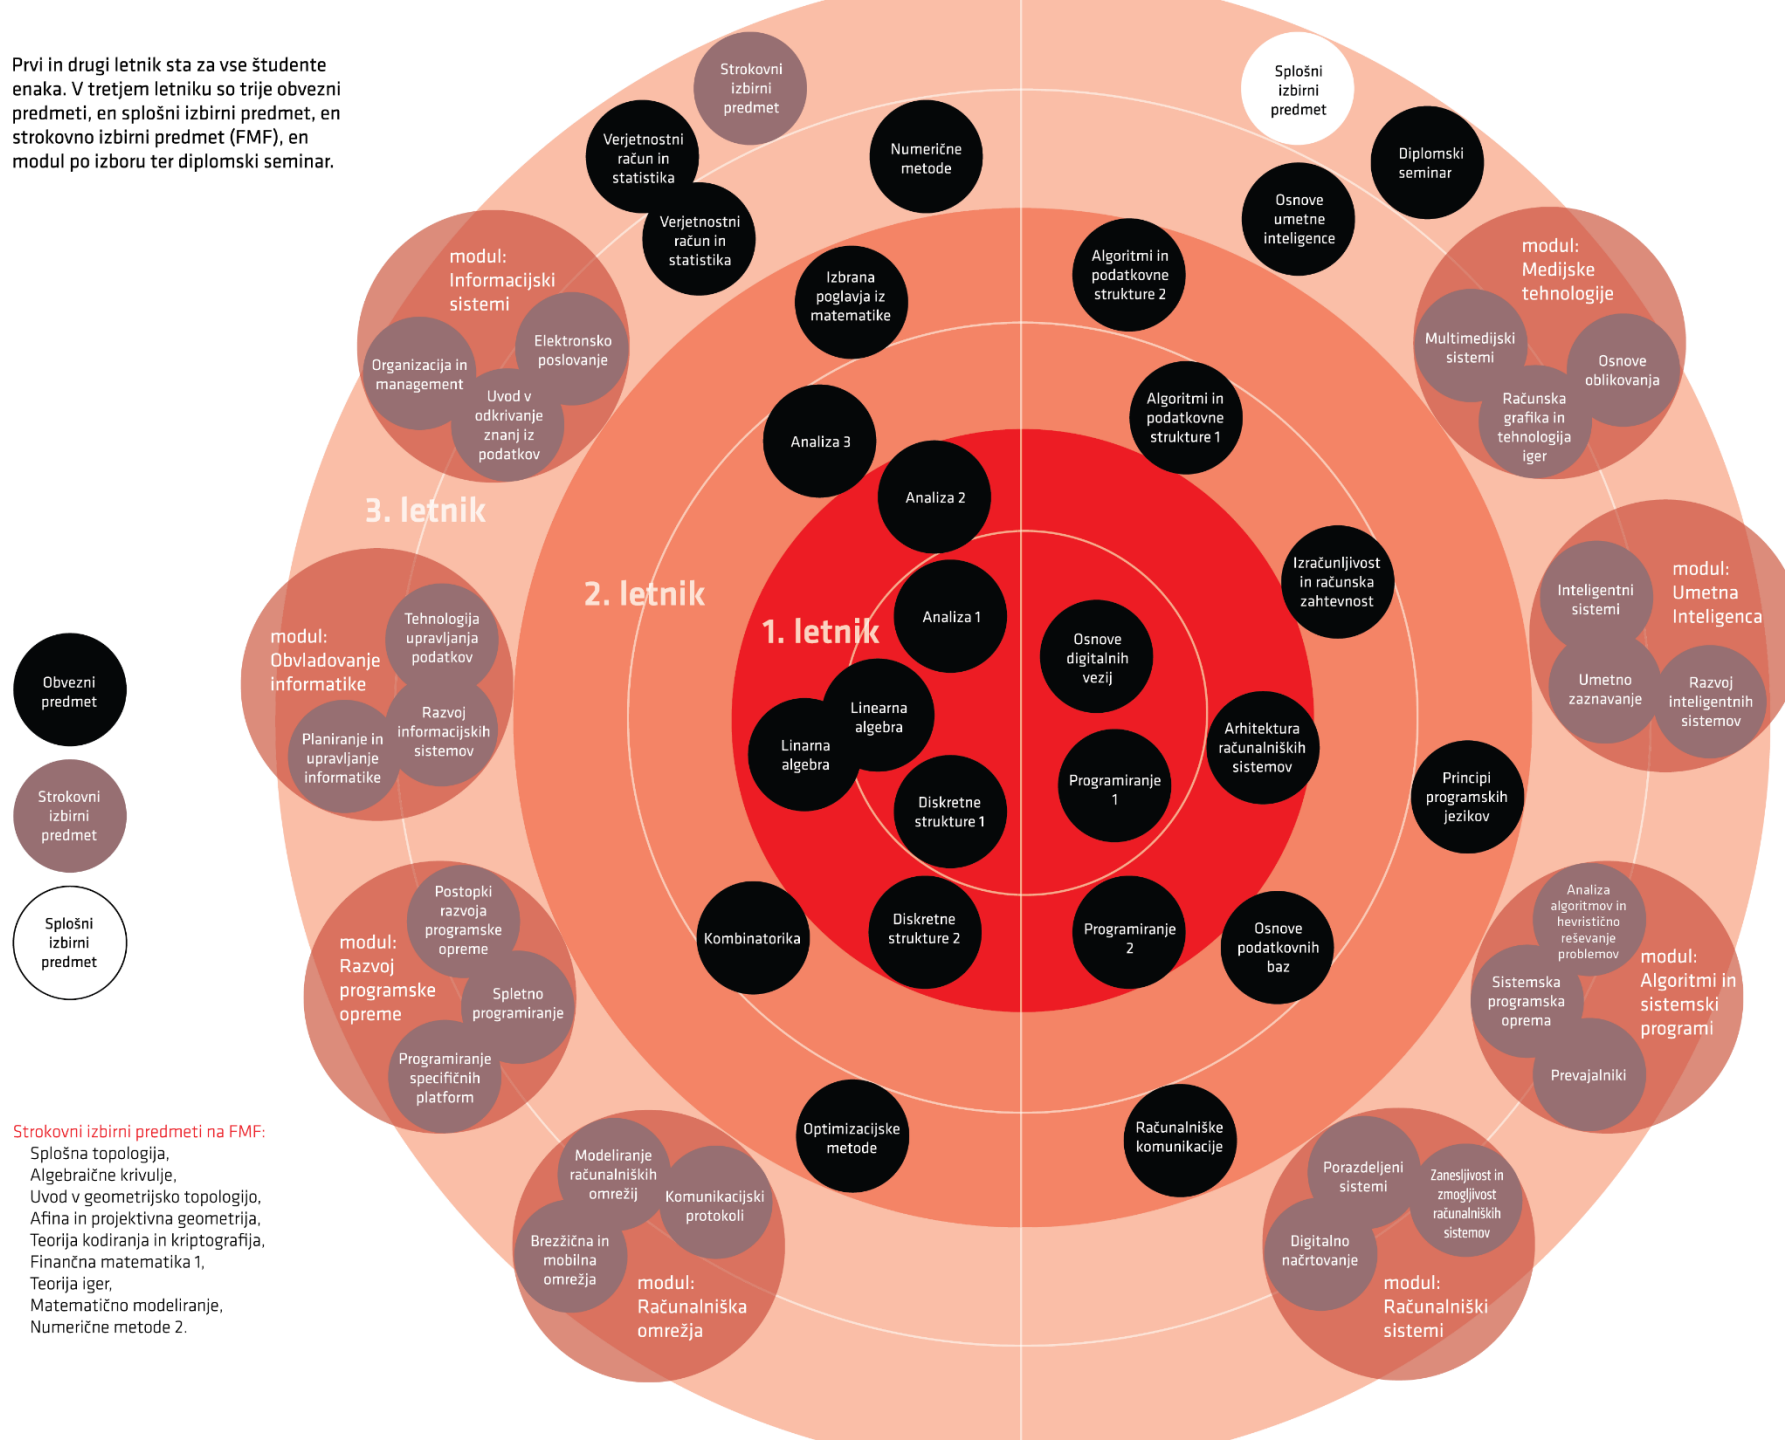 Prvi in drugi letnik sta za vse študente
enaka. V tretjem letniku so trije obvezni
predmeti, en splošni izbirni predmet, en
strokovno izbirni predmet (FMF), en
modul po izboru ter diplomski seminar.
Strokovni
izbirni
predmet
Splošni
izbirni
predmet
Verjetnostni
račun in
statistika
Numerične
metode
Diplomski
seminar
Verjetnostni
račun in
statistika
Osnove
umetne
inteligence
modul:
Informacijski
sistemi
Elektronsko
poslovanje
Organizacija in
management
Uvod v
odkrivanje
znanj iz
podatkov
Izbrana
poglavja iz
matematike
Algoritmi in
podatkovne
strukture 2
modul:
Medijske
tehnologije
Multimedijski
sistemi
Osnove
oblikovanja
Računska
grafika in
tehnologija
iger
Analiza 3
Algoritmi in
podatkovne
strukture 1
Analiza 2
3. letnik
2. letnik
1. letnik
Analiza 1
Osnove
digitalnih
vezij
Izračunljivost
in računska
zahtevnost
modul:
Umetna
Inteligenca
Inteligentni
sistemi
Umetno
zaznavanje
Razvoj
inteligentnih
sistemov
modul:
Obvladovanje
informatike
Tehnologija
upravljanja
podatkov
Razvoj
informacijskih
sistemov
Planiranje in
upravljanje
informatike
Linearna
algebra
Linarna
algebra
Arhitektura
računalniških
sistemov
Programiranje
1
Diskretne
strukture 1
Principi
programskih
jezikov
Obvezni
predmet
Strokovni
izbirni
predmet
Splošni
izbirni
predmet
modul:
Razvoj
programske
opreme
Postopki
razvoja
programske
opreme
Spletno
programiranje
Programiranje
specifičnih
platform
Kombinatorika
Diskretne
strukture 2
Programiranje
2
Osnove
podatkovnih
baz
Analiza
algoritmov in
hevristično
reševanje
problemov
modul:
Algoritmi in
sistemski
programi
Sistemska
programska
oprema
Prevajalniki
Optimizacijske
metode
Računalniške
komunikacije
Modeliranje
računalniških
omrežij
Komunikacijski
protokoli
Brezžična in
mobilna
omrežja
modul:
Računalniška
omrežja
Porazdeljeni
sistemi
Zanesljivost in
zmogljivost
računalniških
sistemov
Digitalno
načrtovanje
modul:
Računalniški
sistemi
Strokovni izbirni predmeti na FMF:
Splošna topologija,
Algebraične krivulje,
Uvod v geometrijsko topologijo,
Afina in projektivna geometrija,
Teorija kodiranja in kriptografija,
Finančna matematika 1,
Teorija iger,
Matematično modeliranje,
Numerične metode 2.